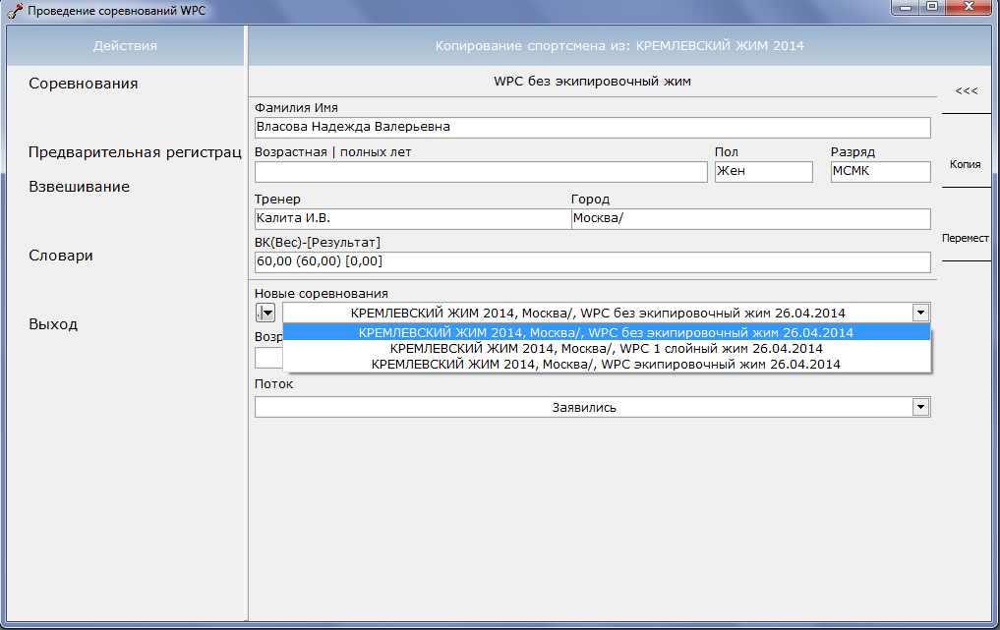 Проведение соревнований WPC
Действия
Копирование спортсмена из: КРЕМЛЕВСКИЙ ЖИМ 2014
Соревнования
Предварительная регистрац
Взвешивание
Словари
Выход
WPC без экипировочный жим
Фамилия Имя
Власова Надежда Валерьевна
Возрастная | полных лет
Пол
Разряд
Жен
МСМК
Тренер
Город
Калита И.В.
Москва/
ВК(Вес)-[Результат]
60,00 (60,00) [0,00]
Новые соревнования
КРЕМЛЕВСКИЙ ЖИМ 2014, Москва/, WPC без экипировочный жим 26.04.2014
КРЕМЛЕВСКИЙ ЖИМ 2014, Москва/, WPC без экипировочный жим 26.04.2014
КРЕМЛЕВСКИЙ ЖИМ 2014, Москва/, WPC 1 слойный жим 26.04.2014
КРЕМЛЕВСКИЙ ЖИМ 2014, Москва/, WPC экипировочный жим 26.04.2014
Возр
Поток
Заявились
<<<
Копия
Перемест